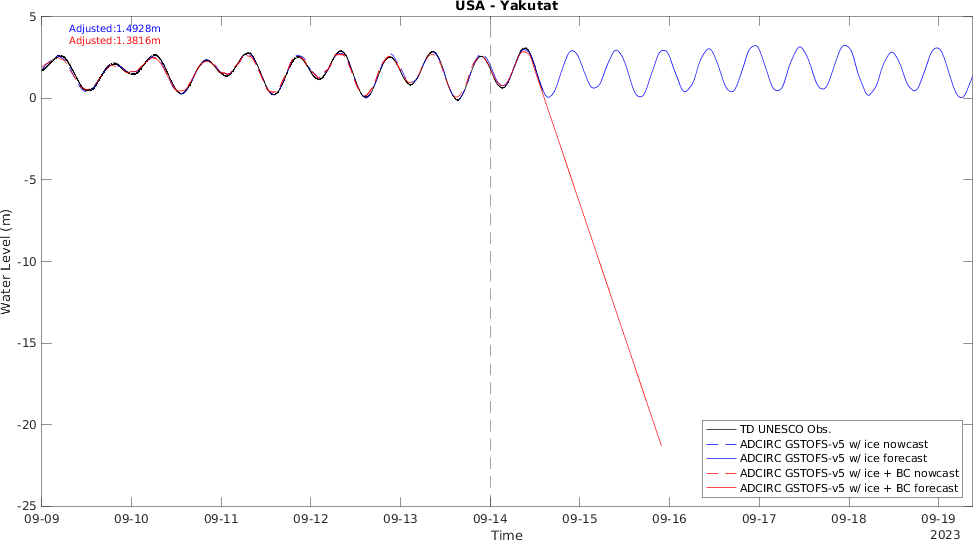 USA - Yakutat
Adjusted:1.4928m
Adjusted:1.3816m
5
0
-5
-10
-15
-20
-25
Water Level (m)
09-09 09-10 09-11 09-12 09-13 09-14 09-15 09-16 09-17 09-18 09-19
2023
Time
TD UNESCO Obs.
ADCIRC GSTOFS-v5 w/ ice nowcast
ADCIRC GSTOFS-v5 w/ ice forecast
ADCIRC GSTOFS-v5 w/ ice + BC nowcast
ADCIRC GSTOFS-v5 w/ ice + BC forecast